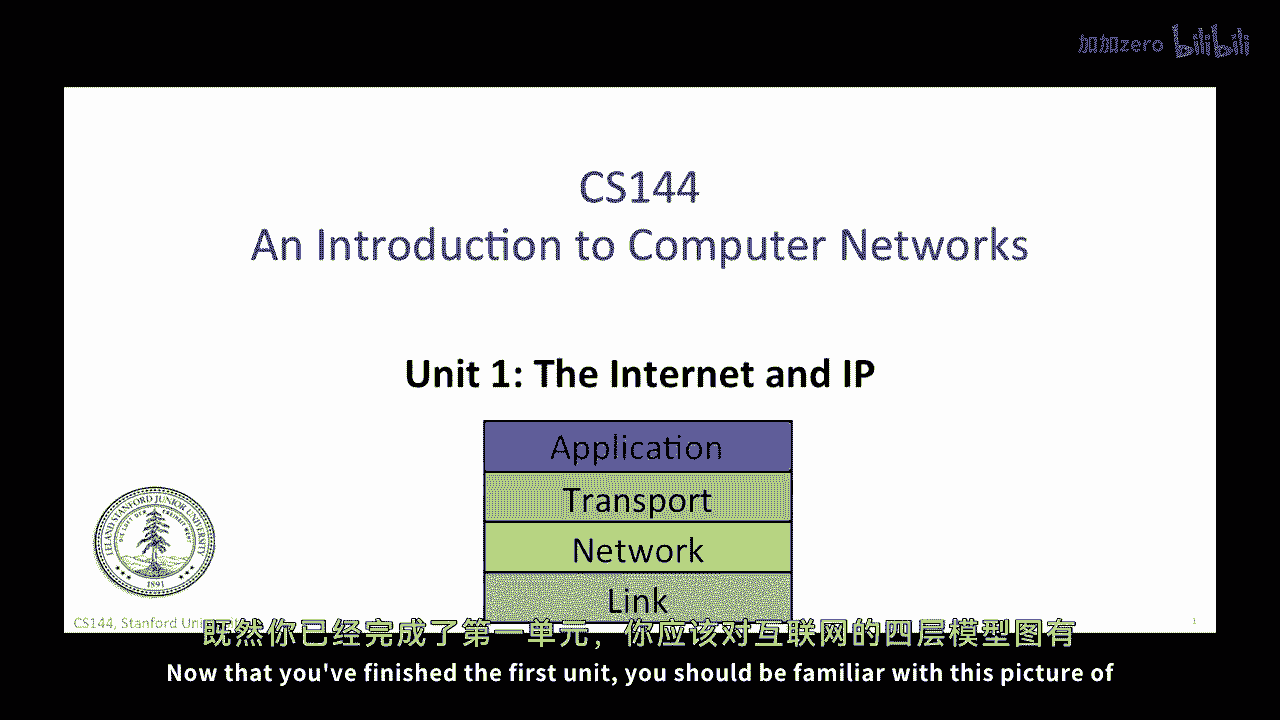 加加zero bilibili
CS144
An Introduction to Computer Networks
Unit 1: The Internet and IP
Application
Transport
Network
Link
LELAND STANFORD JUNIOR UNIVERSITY
1891
CS144, Stanford Uni
1
既然你已经完成了第一单元，你应该对互联网的四层模型图有
Now that you've finished the first unit, you should be familiar with this picture of